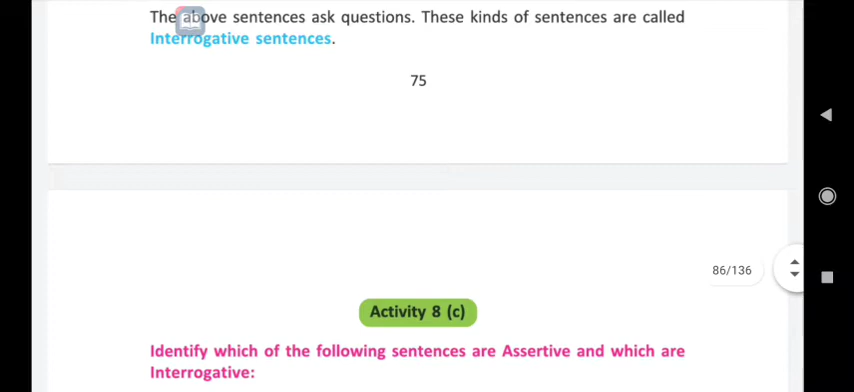 The above sentences ask questions. These kinds of sentences are called
Interrogative sentences.
75
86/136
Activity 8 (c)
Identify which of the following sentences are Assertive and which are
Interrogative: